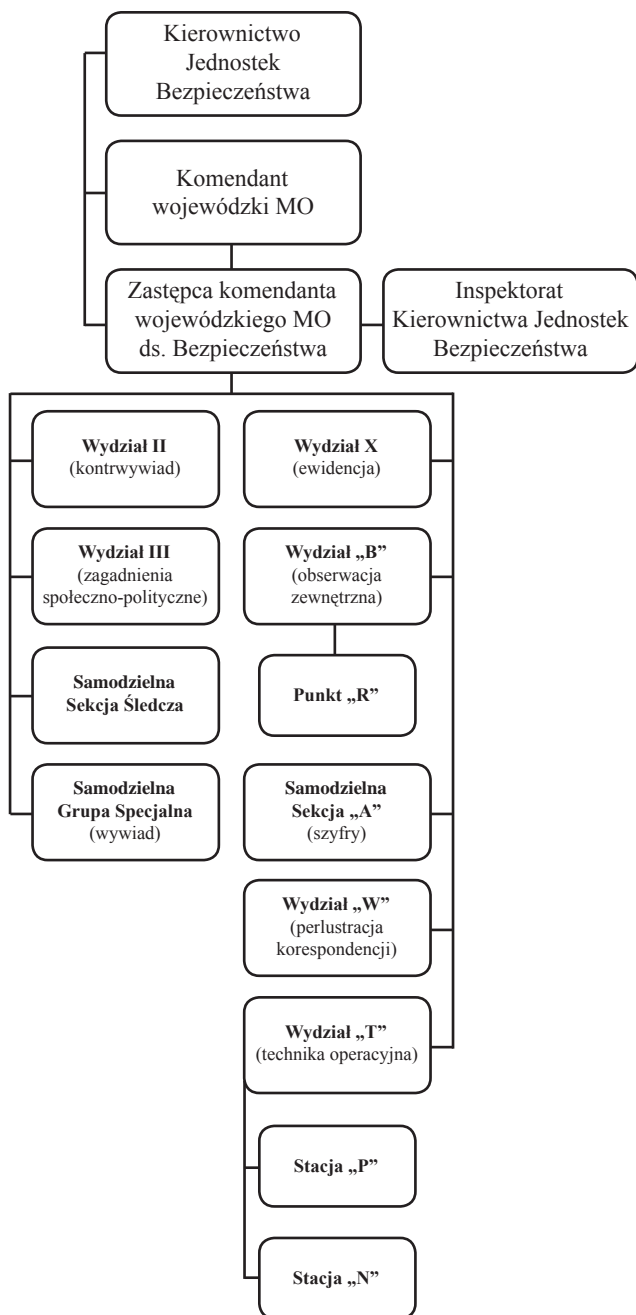 Kierownictwo
Jednostek
Bezpieczeństwa
Komendant
wojewódzki MO
Zastępca komendanta
wojewódzkiego MO
ds. Bezpieczeństwa
Inspektorat
Kierownictwa Jednostek
Bezpieczeństwa
Wydział II
(kontrwywiad)
Wydział X
(ewidencja)
Wydział III
(zagadnienia
społeczno-polityczne)
Wydział „B”
(obserwacja
zewnętrzna)
Samodzielna
Sekcja Śledcza
Punkt „R”
Samodzielna
Grupa Specjalna
(wywiad)
Samodzielna
Sekcja „A”
(szyfry)
Wydział „W”
(perlustracja
korespondencji)
Wydział „T”
(technika operacyjna)
Stacja „P”
Stacja „N”